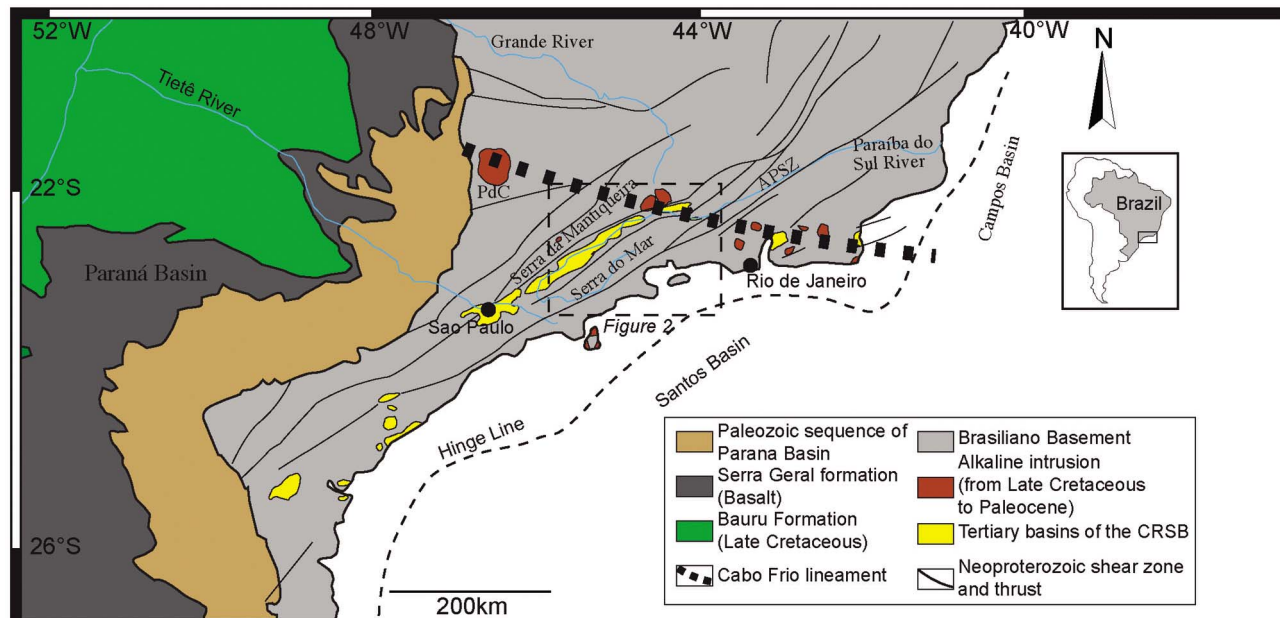 52°W
48°W
44°W
40°W
Grande River
N
Tietê River
Paraíba do
Sul River
APSZ
Campos Basin
22°S
PdC
Brazil
Serra da Mantiqueira
Paraná Basin
Serra do Mar
Rio de Janeiro
Sao Paulo
Figure 2
Santos Basin
Hinge Line
26°S
200km
Paleozoic sequence of
Parana Basin
Serra Geral formation
(Basalt)
Bauru Formation
(Late Cretaceous)
Cabo Frio lineament
Brasiliano Basement
Alkaline intrusion
(from Late Cretaceous
to Paleocene)
Tertiary basins of the CRSB
Neoproterozoic shear zone
and thrust